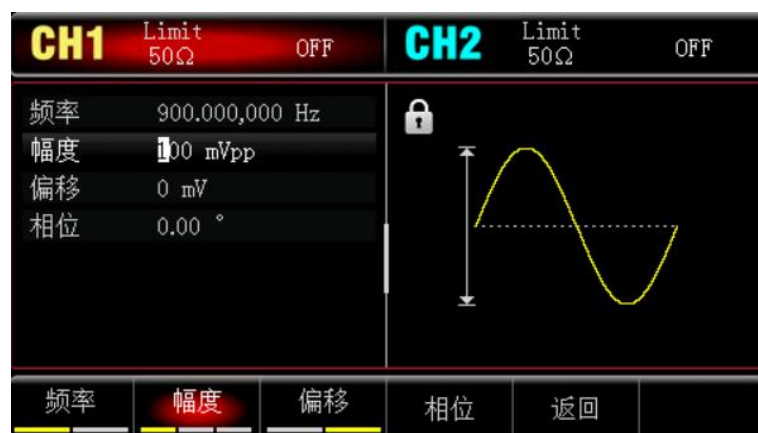 CH1 Limit 50Ω OFF CH2 Limit 50Ω OFF
频率 900.000,000 Hz
幅度 100 mVpp
偏移 0 mV
相位 0.00 °
频率 幅度 偏移 相位 返回